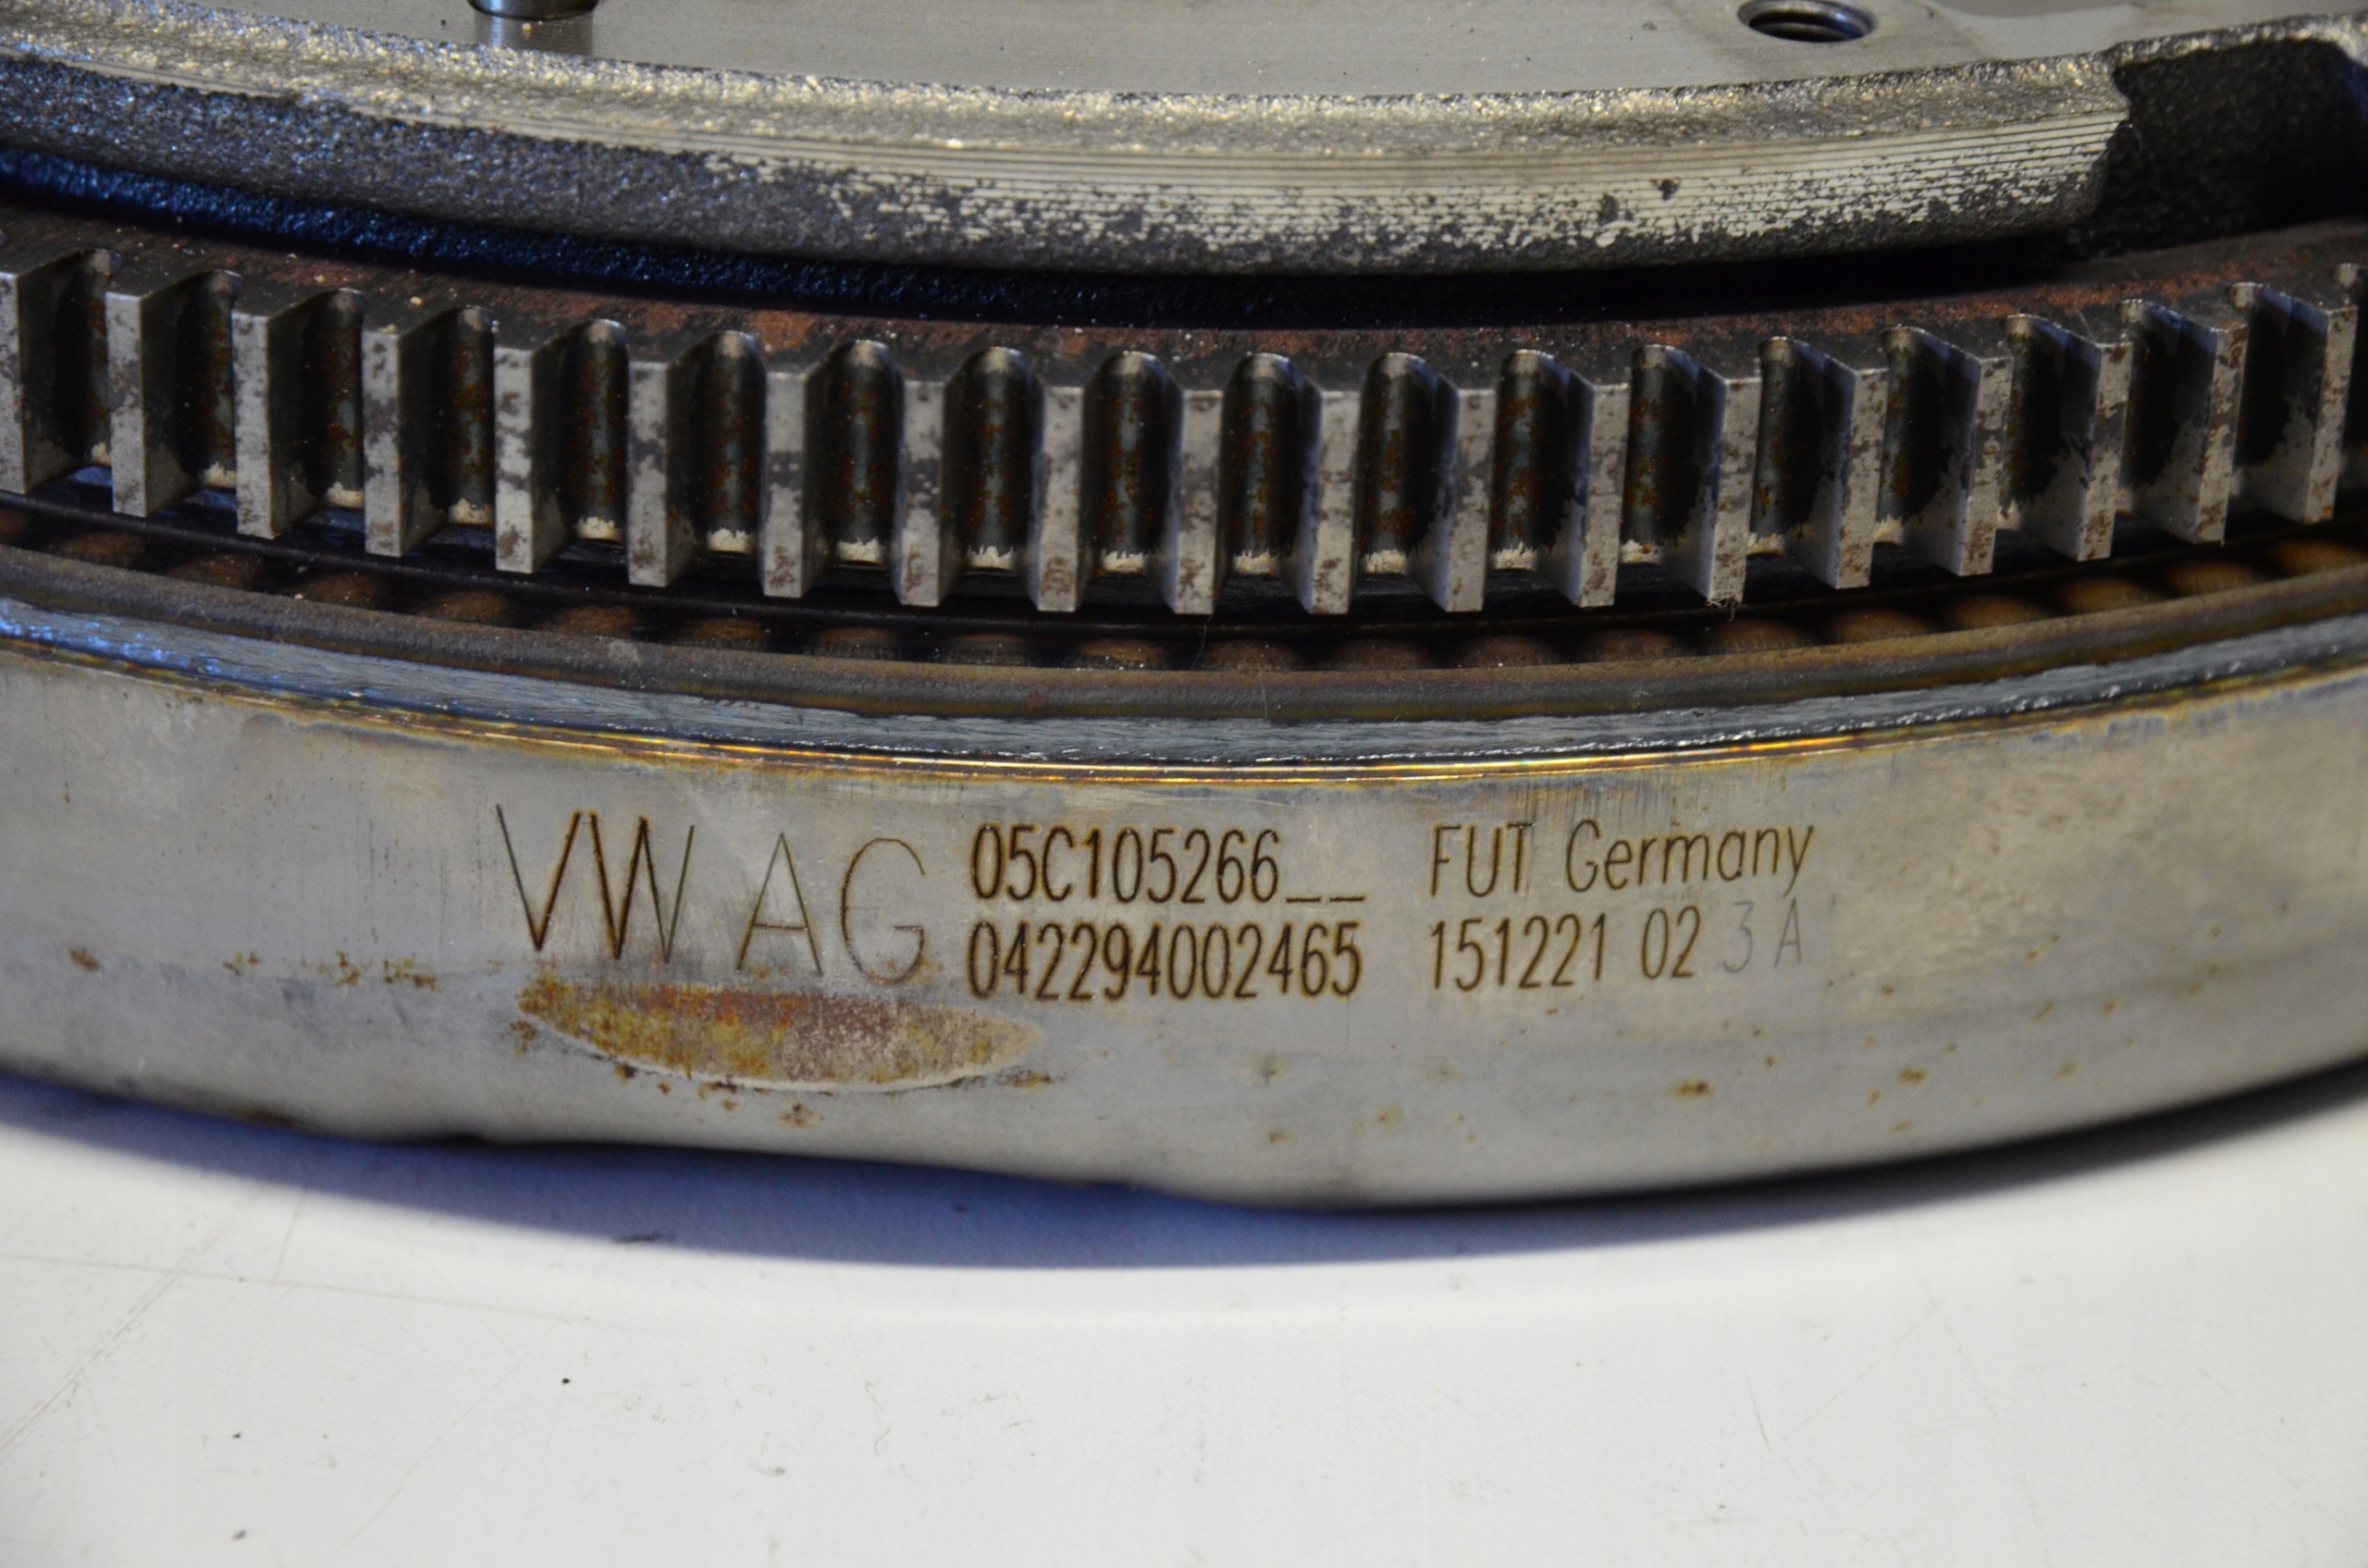 VW AG 05C105266__ FUT Germany
042294002465 151221 02 3 A